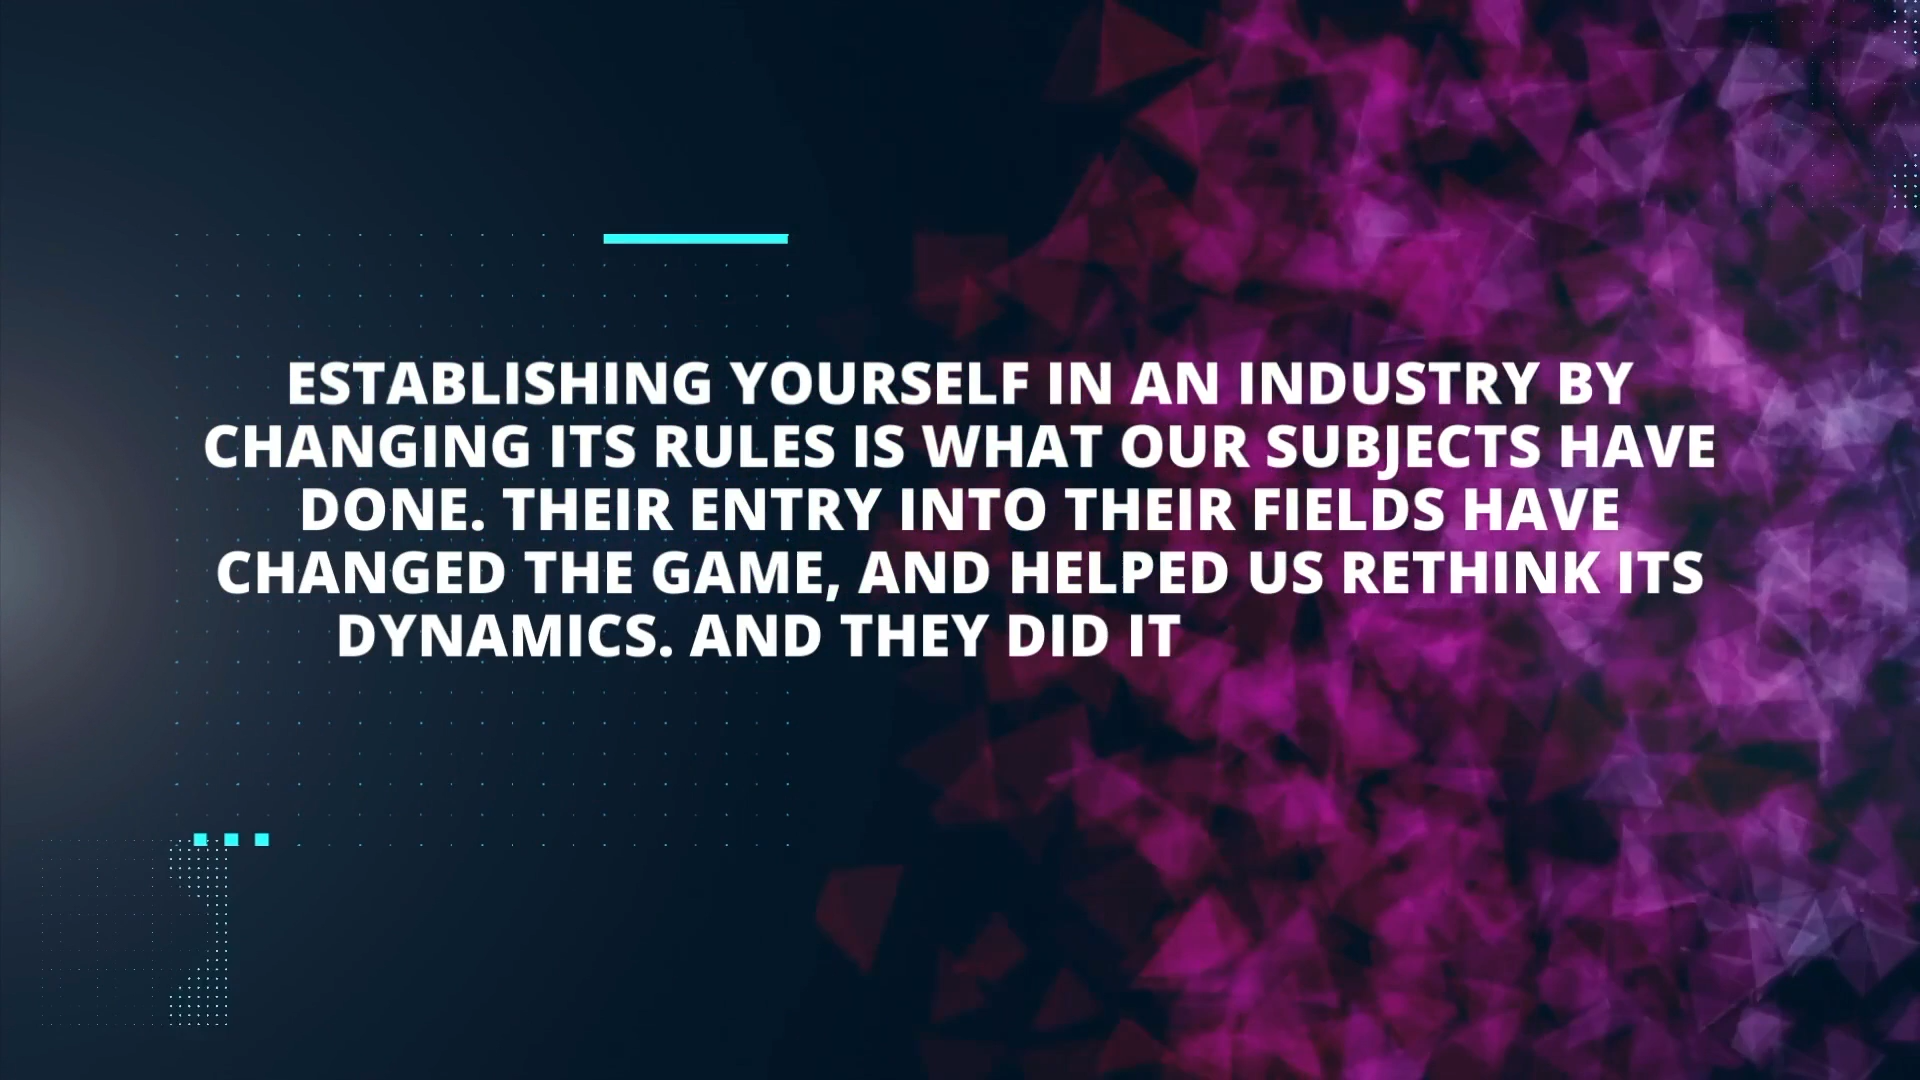 ESTABLISHING YOURSELF IN AN INDUSTRY BY
CHANGING ITS RULES IS WHAT OUR SUBJECTS HAVE
DONE. THEIR ENTRY INTO THEIR FIELDS HAVE
CHANGED THE GAME, AND HELPED US RETHINK ITS
DYNAMICS. AND THEY DID IT